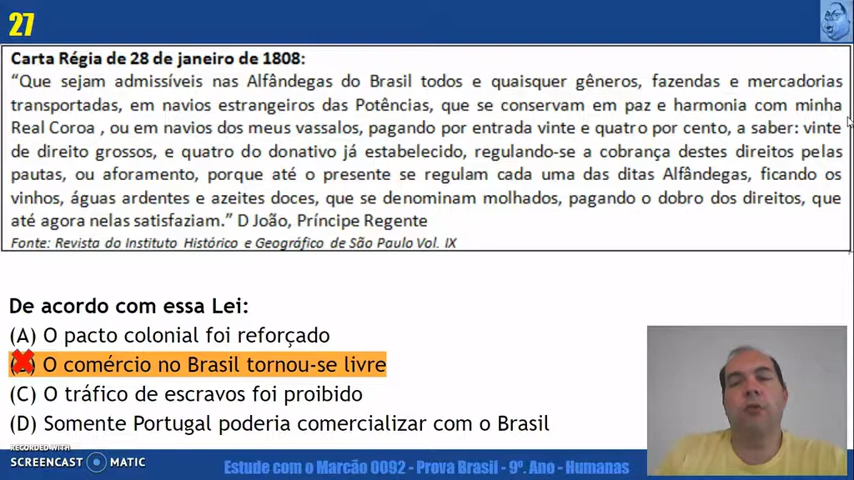 27
Carta Régia de 28 de janeiro de 1808:
“Que sejam admissíveis nas Alfândegas do Brasil todos e quaisquer gêneros, fazendas e mercadorias
transportadas, em navios estrangeiros das Potências, que se conservam em paz e harmonia com minha
Real Coroa , ou em navios dos meus vassalos, pagando por entrada vinte e quatro por cento, a saber: vinte
de direito grossos, e quatro do donativo já estabelecido, regulando-se a cobrança destes direitos pelas
pautas, ou aforamento, porque até o presente se regulam cada uma das ditas Alfândegas, ficando os
vinhos, águas ardentes e azeites doces, que se denominam molhados, pagando o dobro dos direitos, que
até agora nelas satisfaziam.” D João, Príncipe Regente
Fonte: Revista do Instituto Histórico e Geográfico de São Paulo Vol. IX
De acordo com essa Lei:
(A) O pacto colonial foi reforçado
O comércio no Brasil tornou-se livre
(C) O tráfico de escravos foi proibido
(D) Somente Portugal poderia comercializar com o Brasil
RECORDED WITH
SCREENCAST MATIC
Estude com o Marcão 0092 - Prova Brasil - 9º. Ano - Humanas